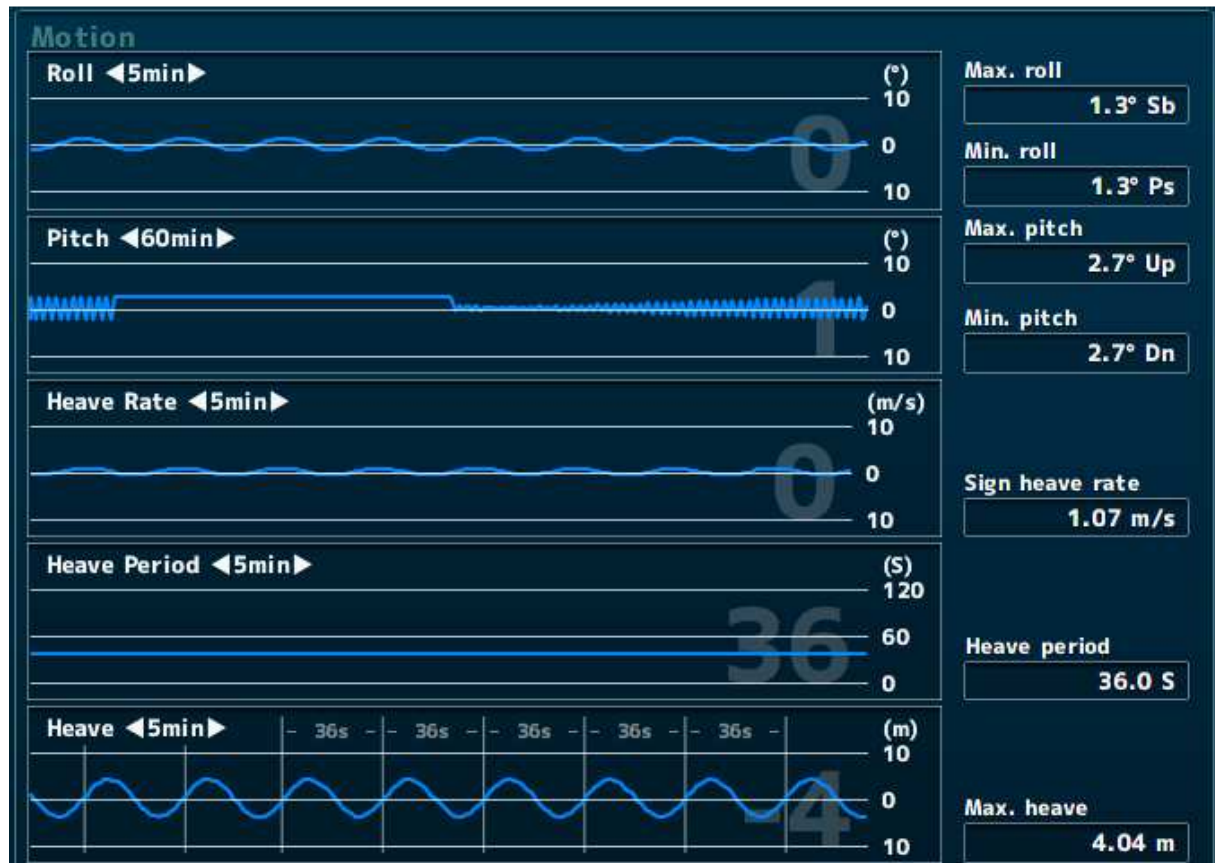 Motion
Roll ◀5min▶ (°)
10
0
0
10
Max. roll
1.3° Sb
Min. roll
1.3° Ps
Pitch ◀60min▶ (°)
10
1
0
10
Max. pitch
2.7° Up
Min. pitch
2.7° Dn
Heave Rate ◀5min▶ (m/s)
10
0
0
10
Sign heave rate
1.07 m/s
Heave Period ◀5min▶ (S)
120
36
60
0
Heave period
36.0 S
Heave ◀5min▶ - 36s - - 36s - - 36s - - 36s - - 36s - (m)
10
-4
0
10
Max. heave
4.04 m